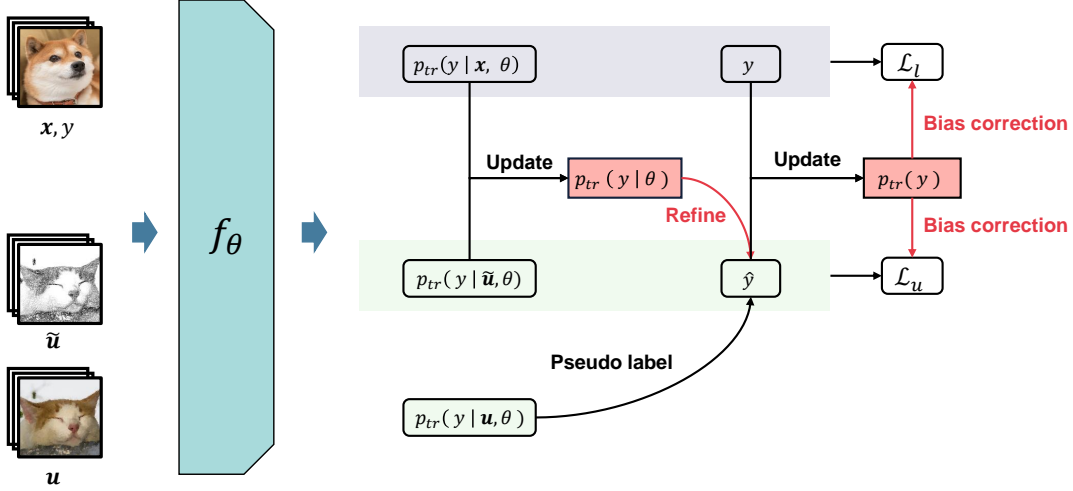 𝒙, y
ũ
u
f_θ
p_tr(y | x, θ)
y
ℒ_l
Bias correction
Update
p_tr(y | θ)
Update
p_tr(y)
Refine
Bias correction
p_tr(y | ũ, θ)
ŷ
ℒ_u
Pseudo label
p_tr(y | u, θ)